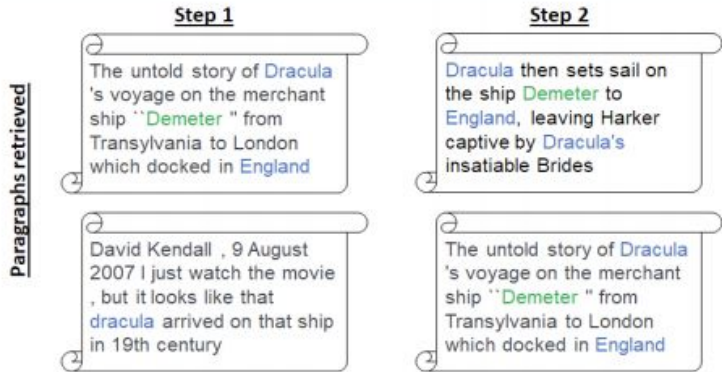 Step 1
Step 2
Paragraphs retrieved
The untold story of Dracula
's voyage on the merchant
ship ``Demeter '' from
Transylvania to London
which docked in England
Dracula then sets sail on
the ship Demeter to
England, leaving Harker
captive by Dracula's
insatiable Brides
David Kendall , 9 August
2007 I just watch the movie
, but it looks like that
dracula arrived on that ship
in 19th century
The untold story of Dracula
's voyage on the merchant
ship ``Demeter '' from
Transylvania to London
which docked in England